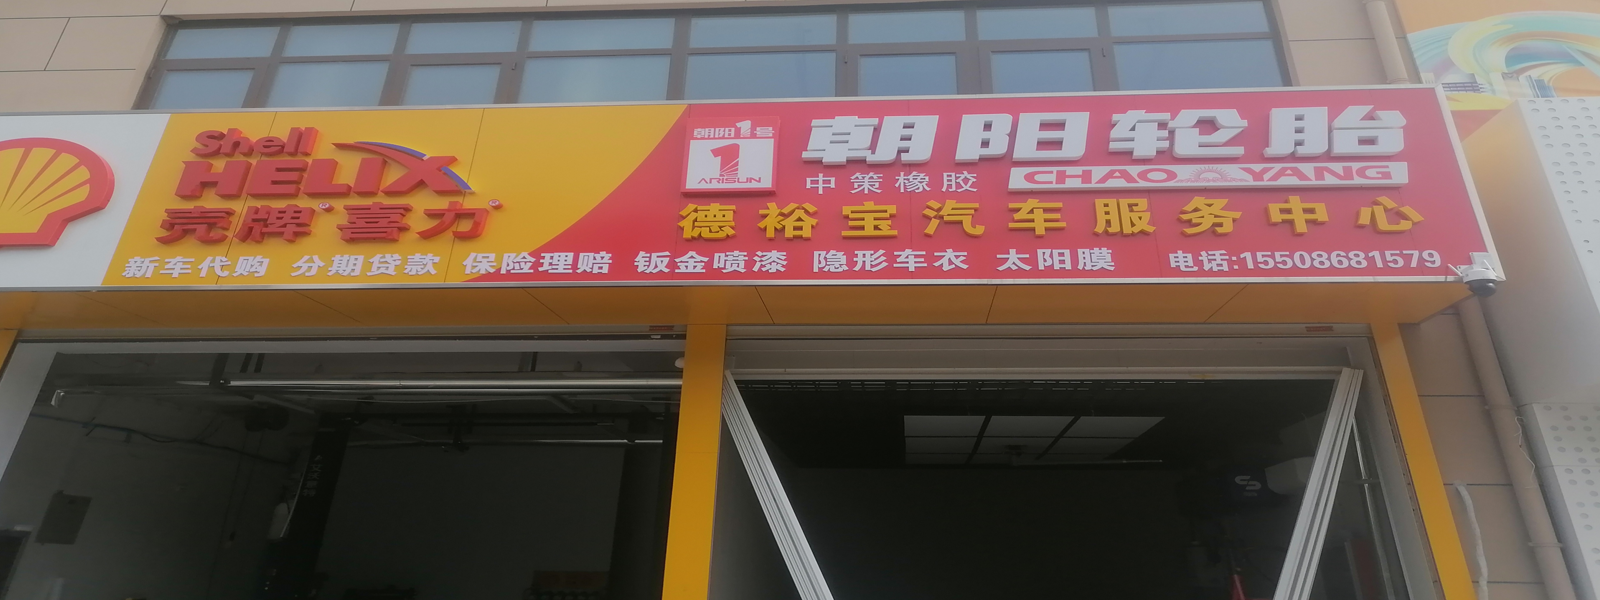 Shell
HELIX
壳牌®喜力®
朝阳1号
1
ARISUN
朝阳轮胎
中策橡胶
CHAO YANG
德裕宝汽车服务中心
新车代购 分期贷款 保险理赔 钣金喷漆 隐形车衣 太阳膜 电话:15508681579